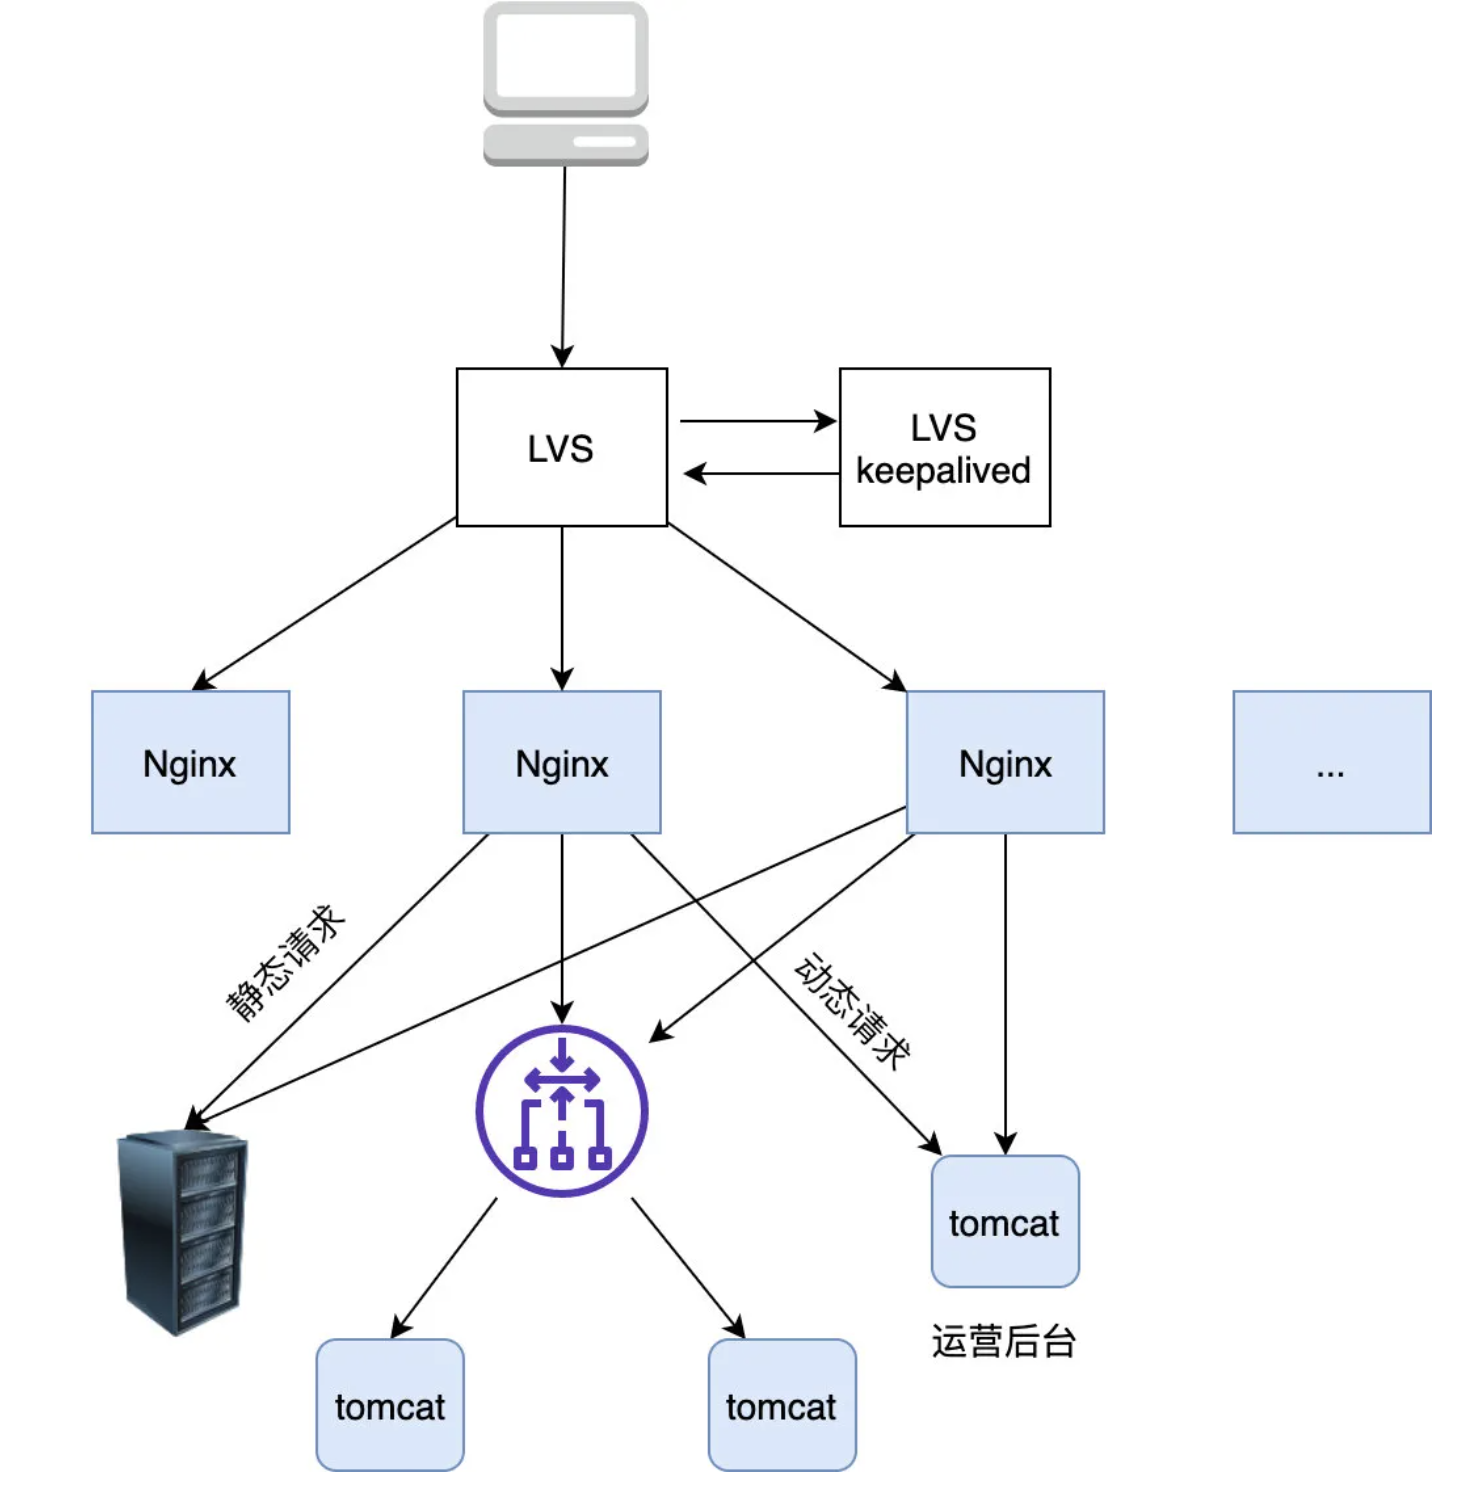 LVS
LVS
keepalived
Nginx
Nginx
Nginx
...
静态请求
动态请求
tomcat
运营后台
tomcat
tomcat